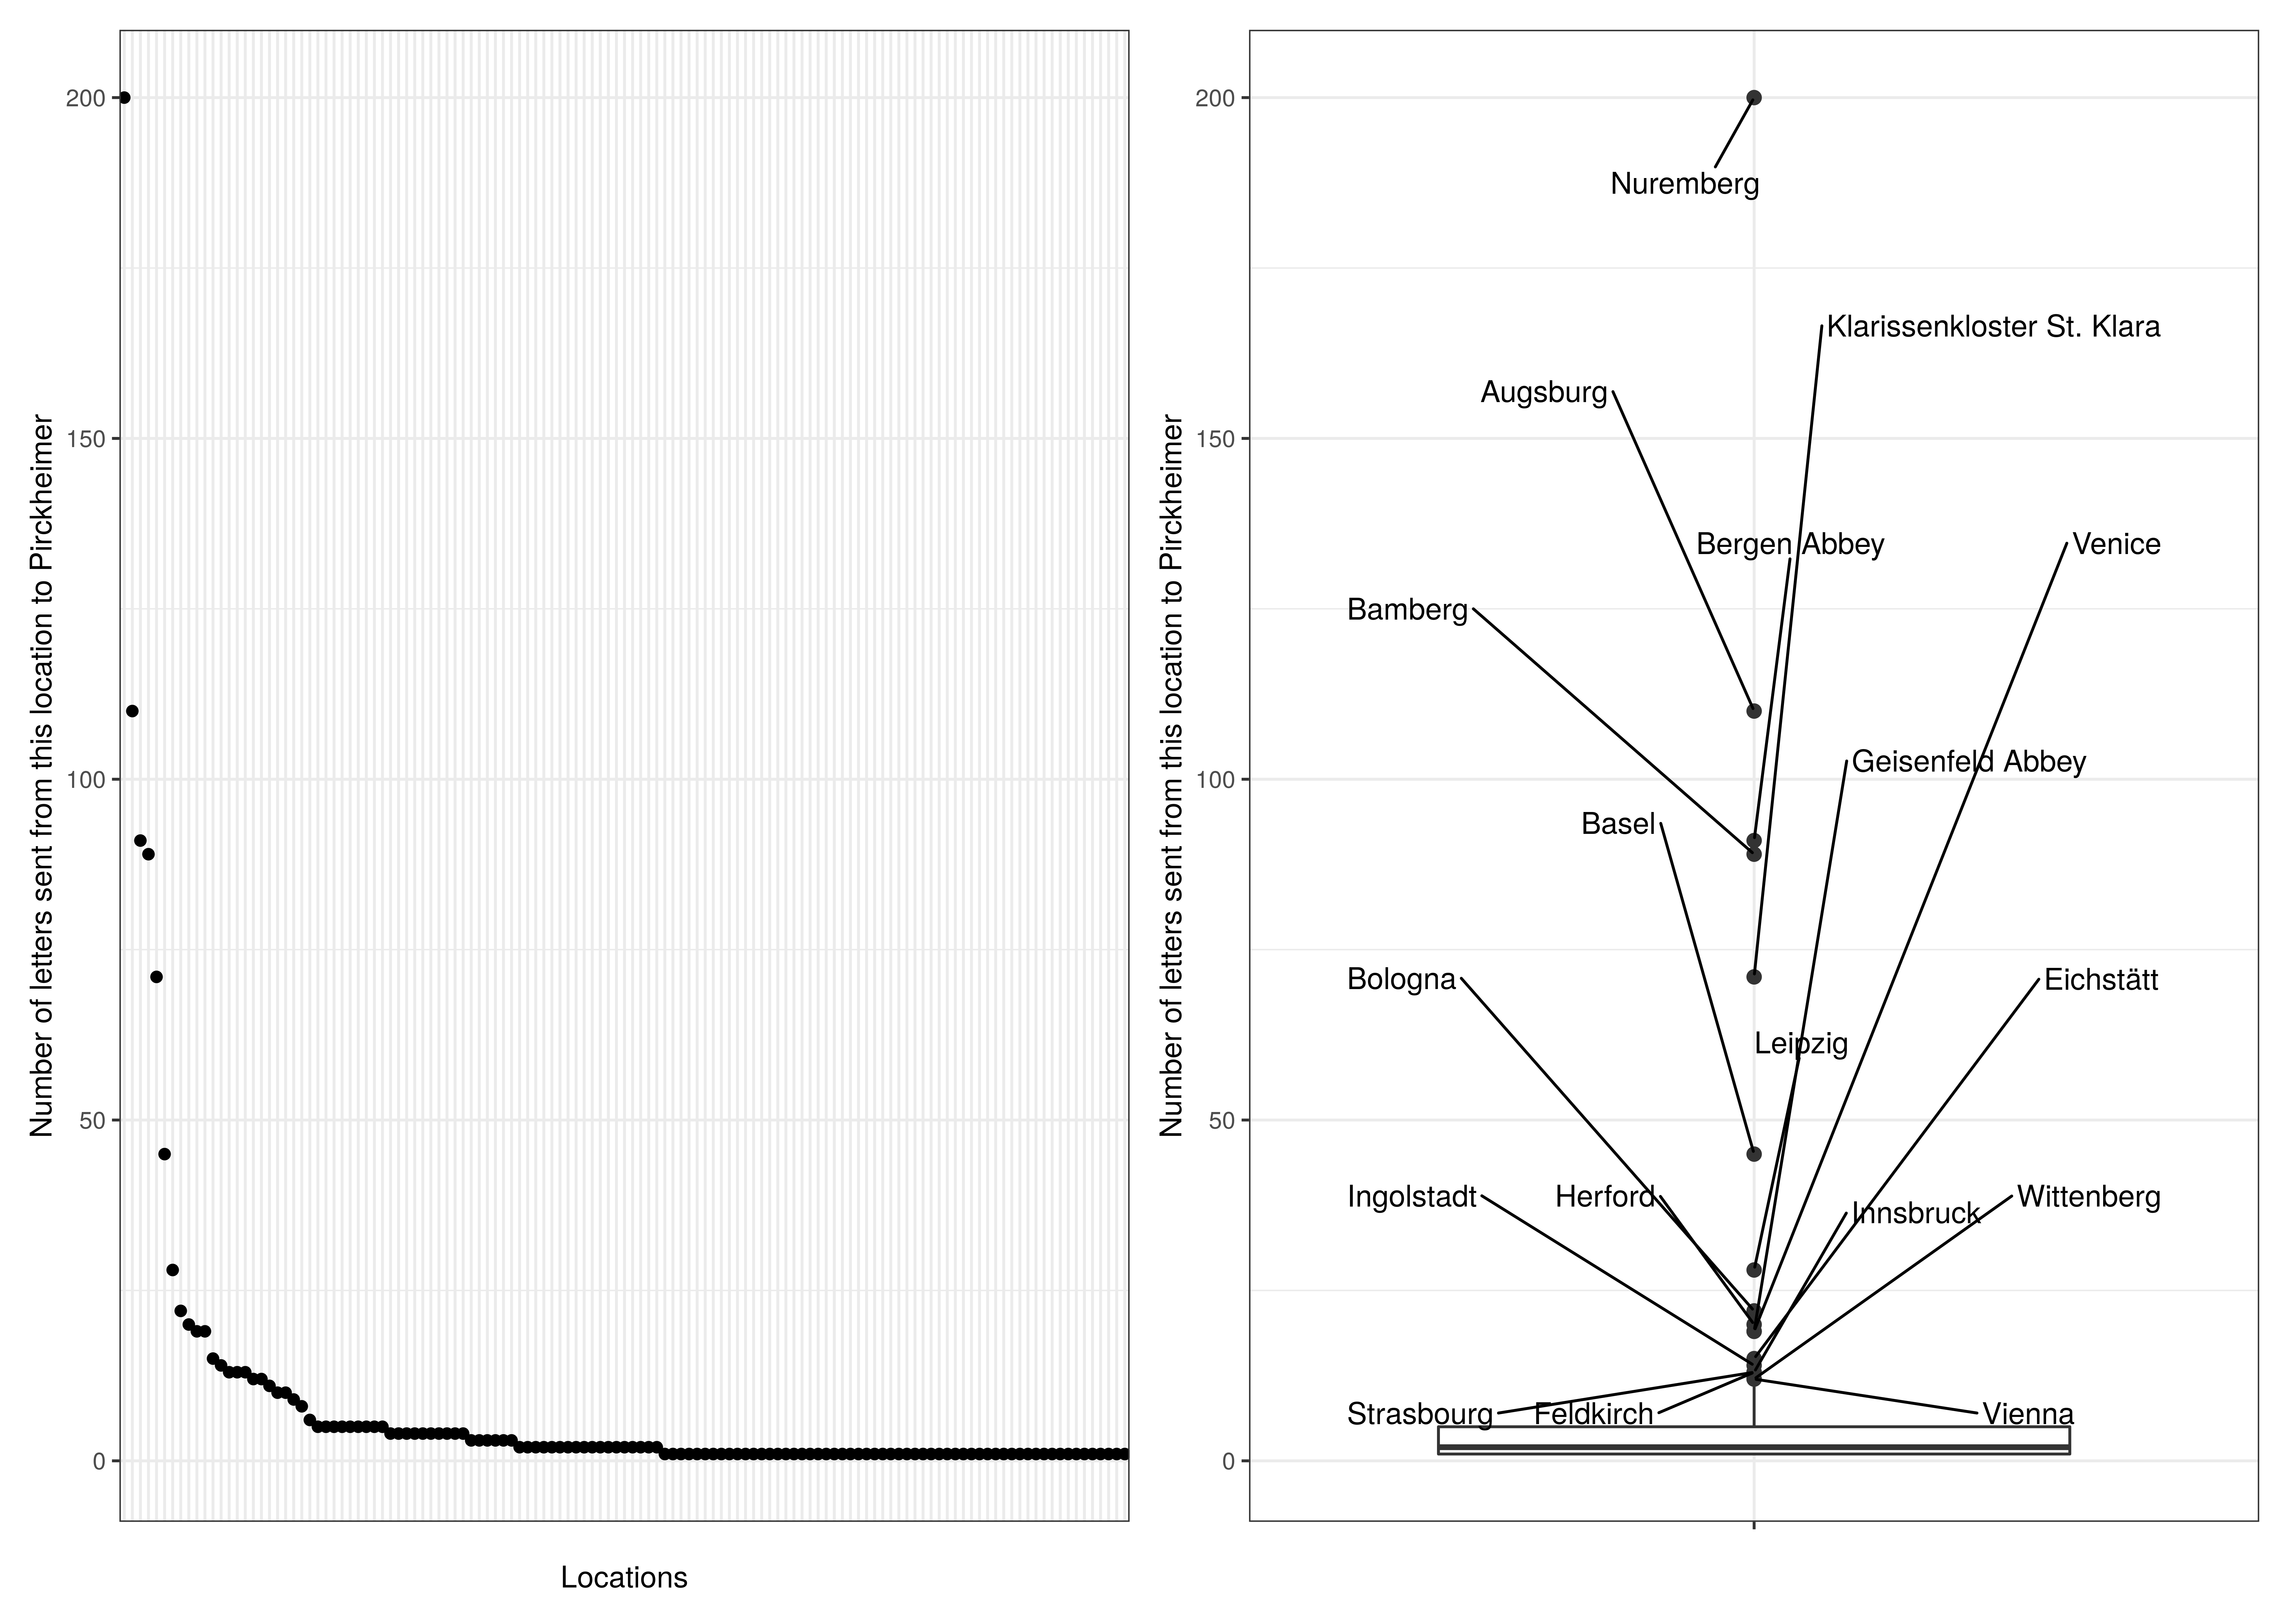 Number of letters sent from this location to Pirckheimer
200
150
100
50
0
Locations
Number of letters sent from this location to Pirckheimer
200
150
100
50
0
Nuremberg
Klarissenkloster St. Klara
Augsburg
Bergen Abbey
Venice
Bamberg
Geisenfeld Abbey
Basel
Bologna
Eichstätt
Leipzig
Ingolstadt
Herford
Wittenberg
Innsbruck
Strasbourg
Feldkirch
Vienna